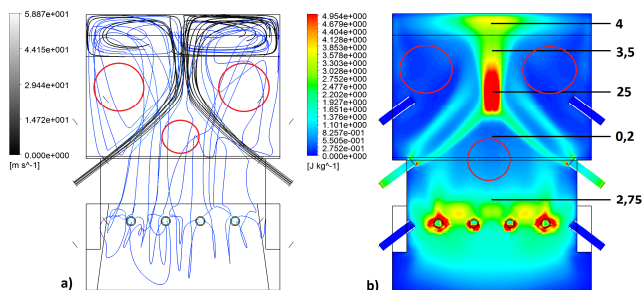 5.887e+001
4.415e+001
2.944e+001
1.472e+001
0.000e+000
[m s^-1]
a)
4.954e+000
4.679e+000
4.404e+000
4.128e+000
3.853e+000
3.578e+000
3.303e+000
3.028e+000
2.752e+000
2.477e+000
2.202e+000
1.927e+000
1.651e+000
1.376e+000
1.101e+000
8.257e-001
5.505e-001
2.752e-001
0.000e+000
[J kg^-1]
4
3,5
25
0,2
2,75
b)